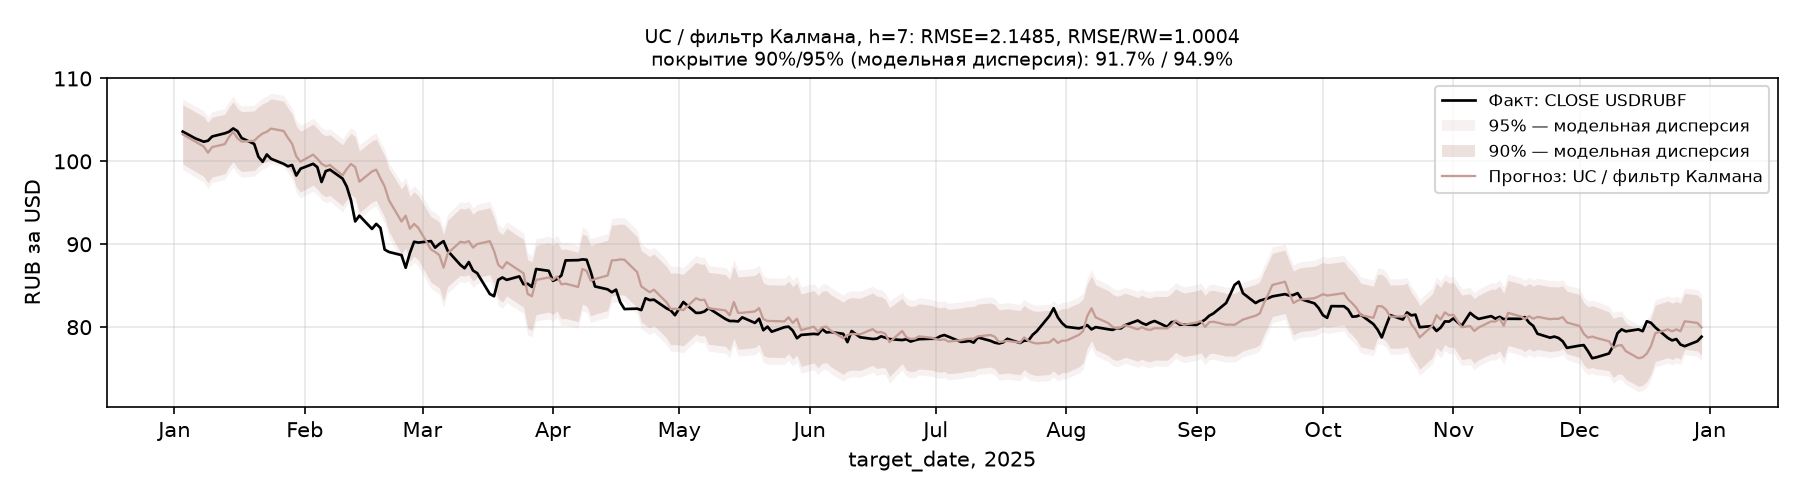 UC / фильтр Калмана, h=7: RMSE=2.1485, RMSE/RW=1.0004
покрытие 90%/95% (модельная дисперсия): 91.7% / 94.9%
110
100
90
80
RUB за USD
Факт: CLOSE USDRUBF
95% — модельная дисперсия
90% — модельная дисперсия
Прогноз: UC / фильтр Калмана
Jan Feb Mar Apr May Jun Jul Aug Sep Oct Nov Dec Jan
target_date, 2025